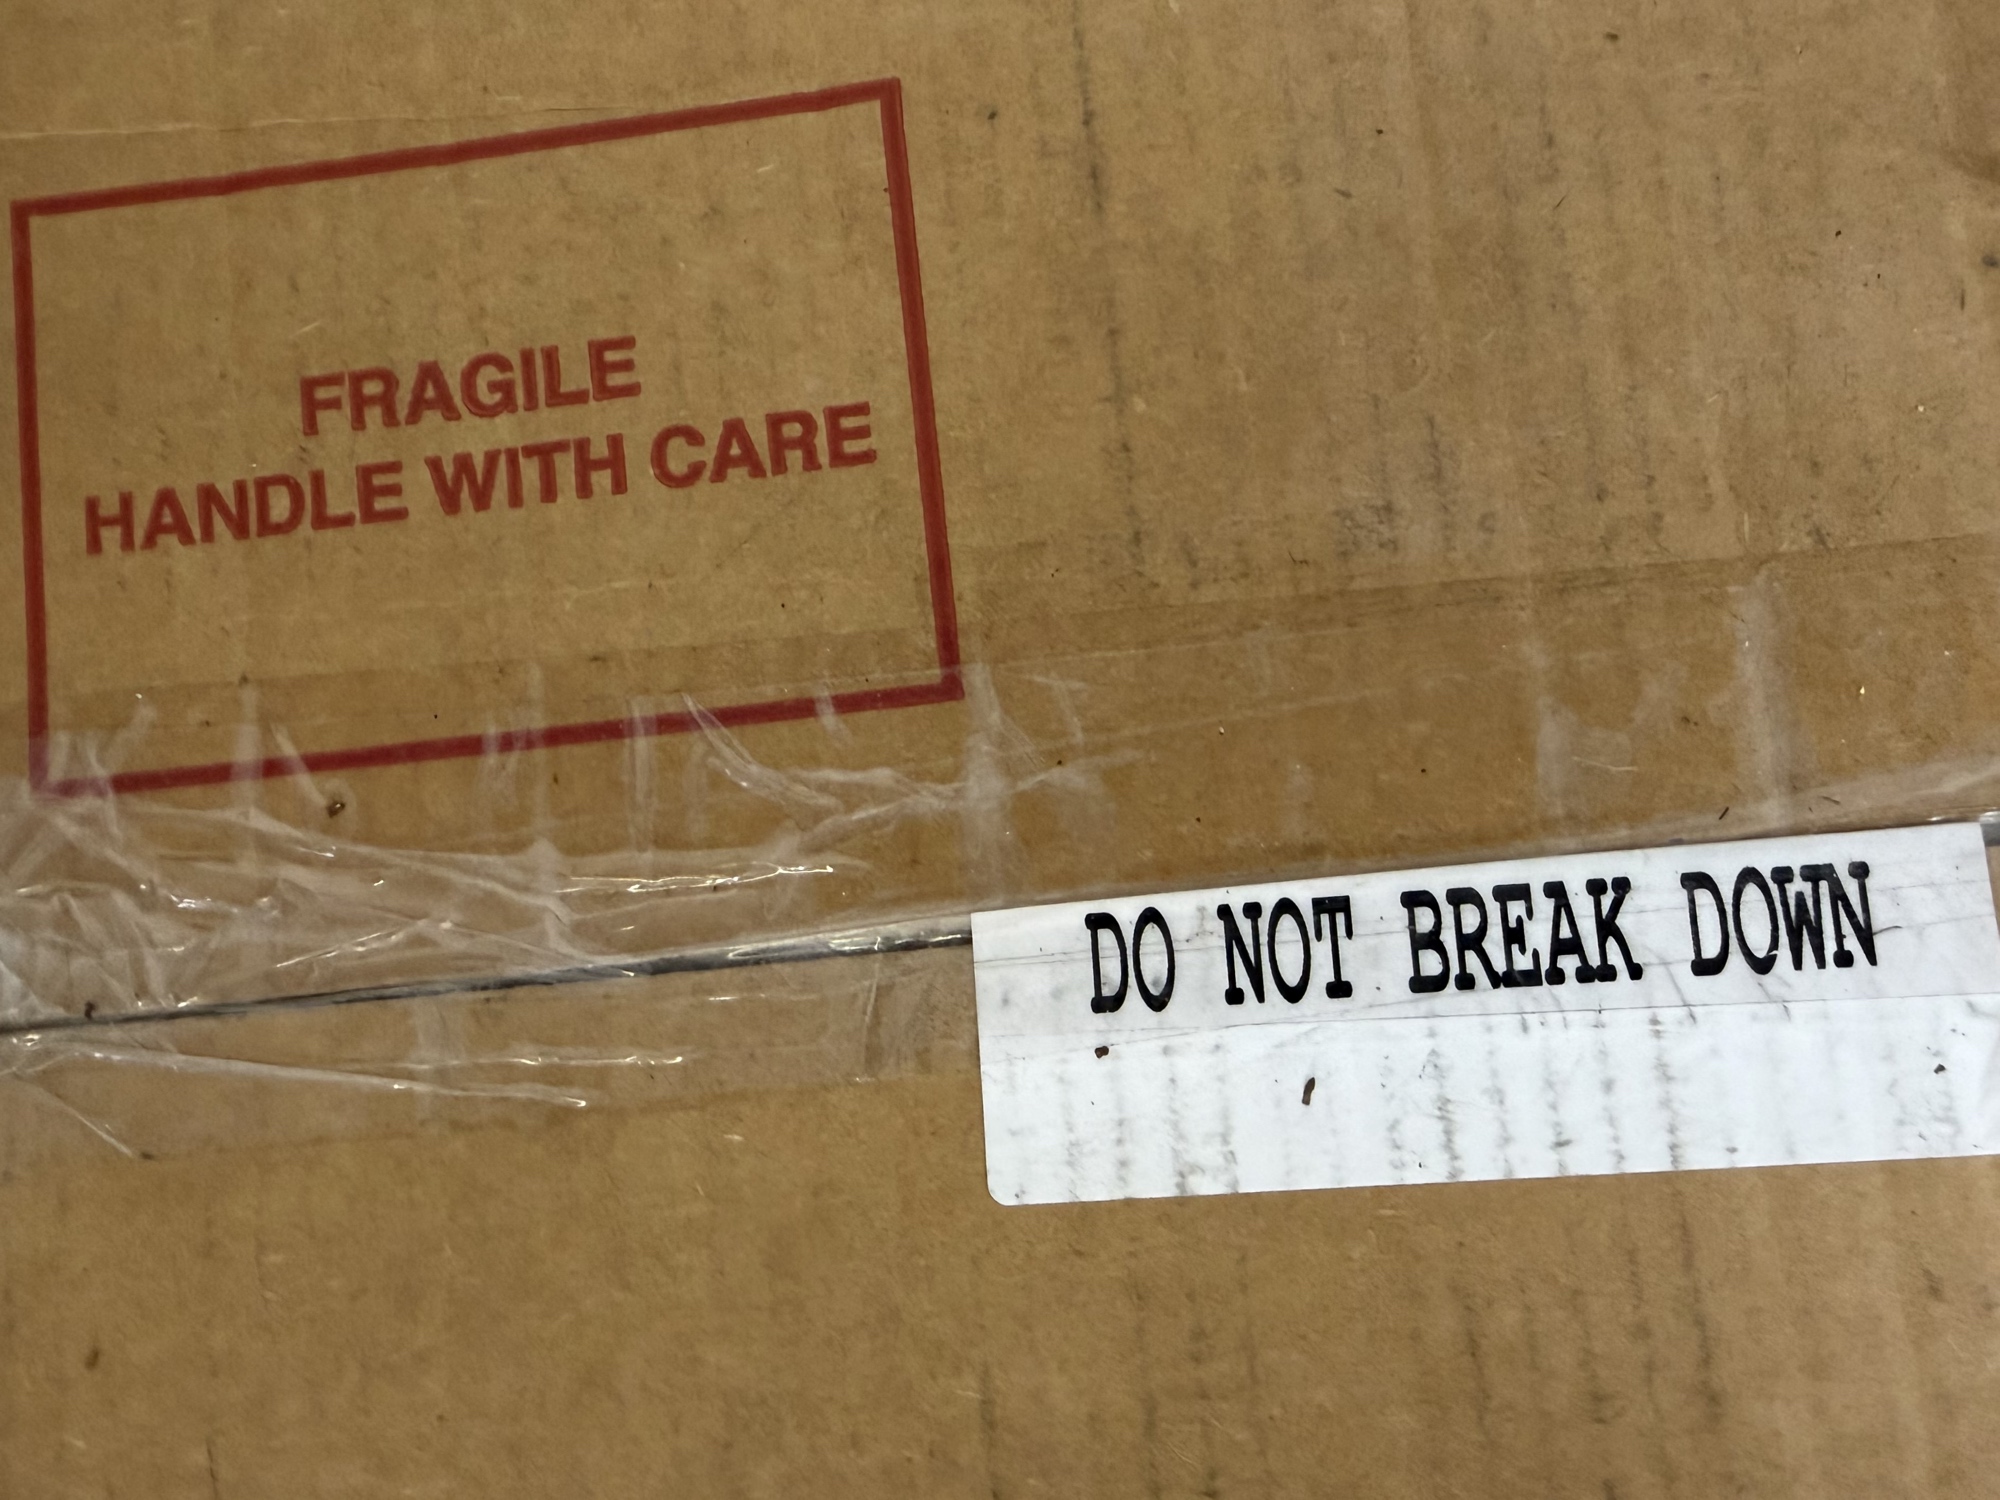 FRAGILE
HANDLE WITH CARE
DO NOT BREAK DOWN